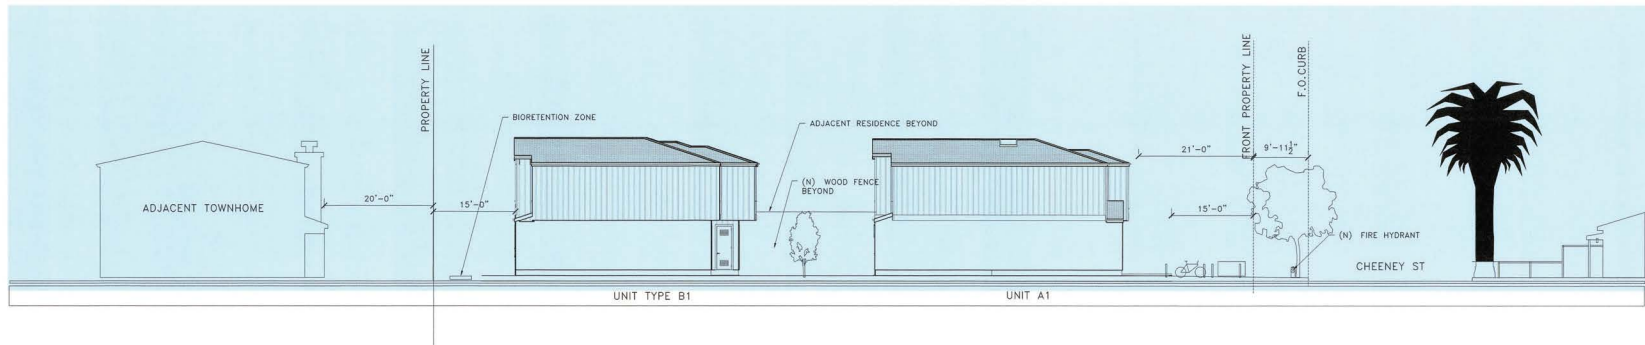 PROPERTY LINE
BIORETENTION ZONE
ADJACENT RESIDENCE BEYOND
(N) WOOD FENCE
BEYOND
ADJACENT TOWNHOME
20'-0"
15'-0"
21'-0"
FRONT PROPERTY LINE
9'-11½"
F.O.CURB
15'-0"
(N) FIRE HYDRANT
CHEENEY ST
UNIT TYPE B1
UNIT A1